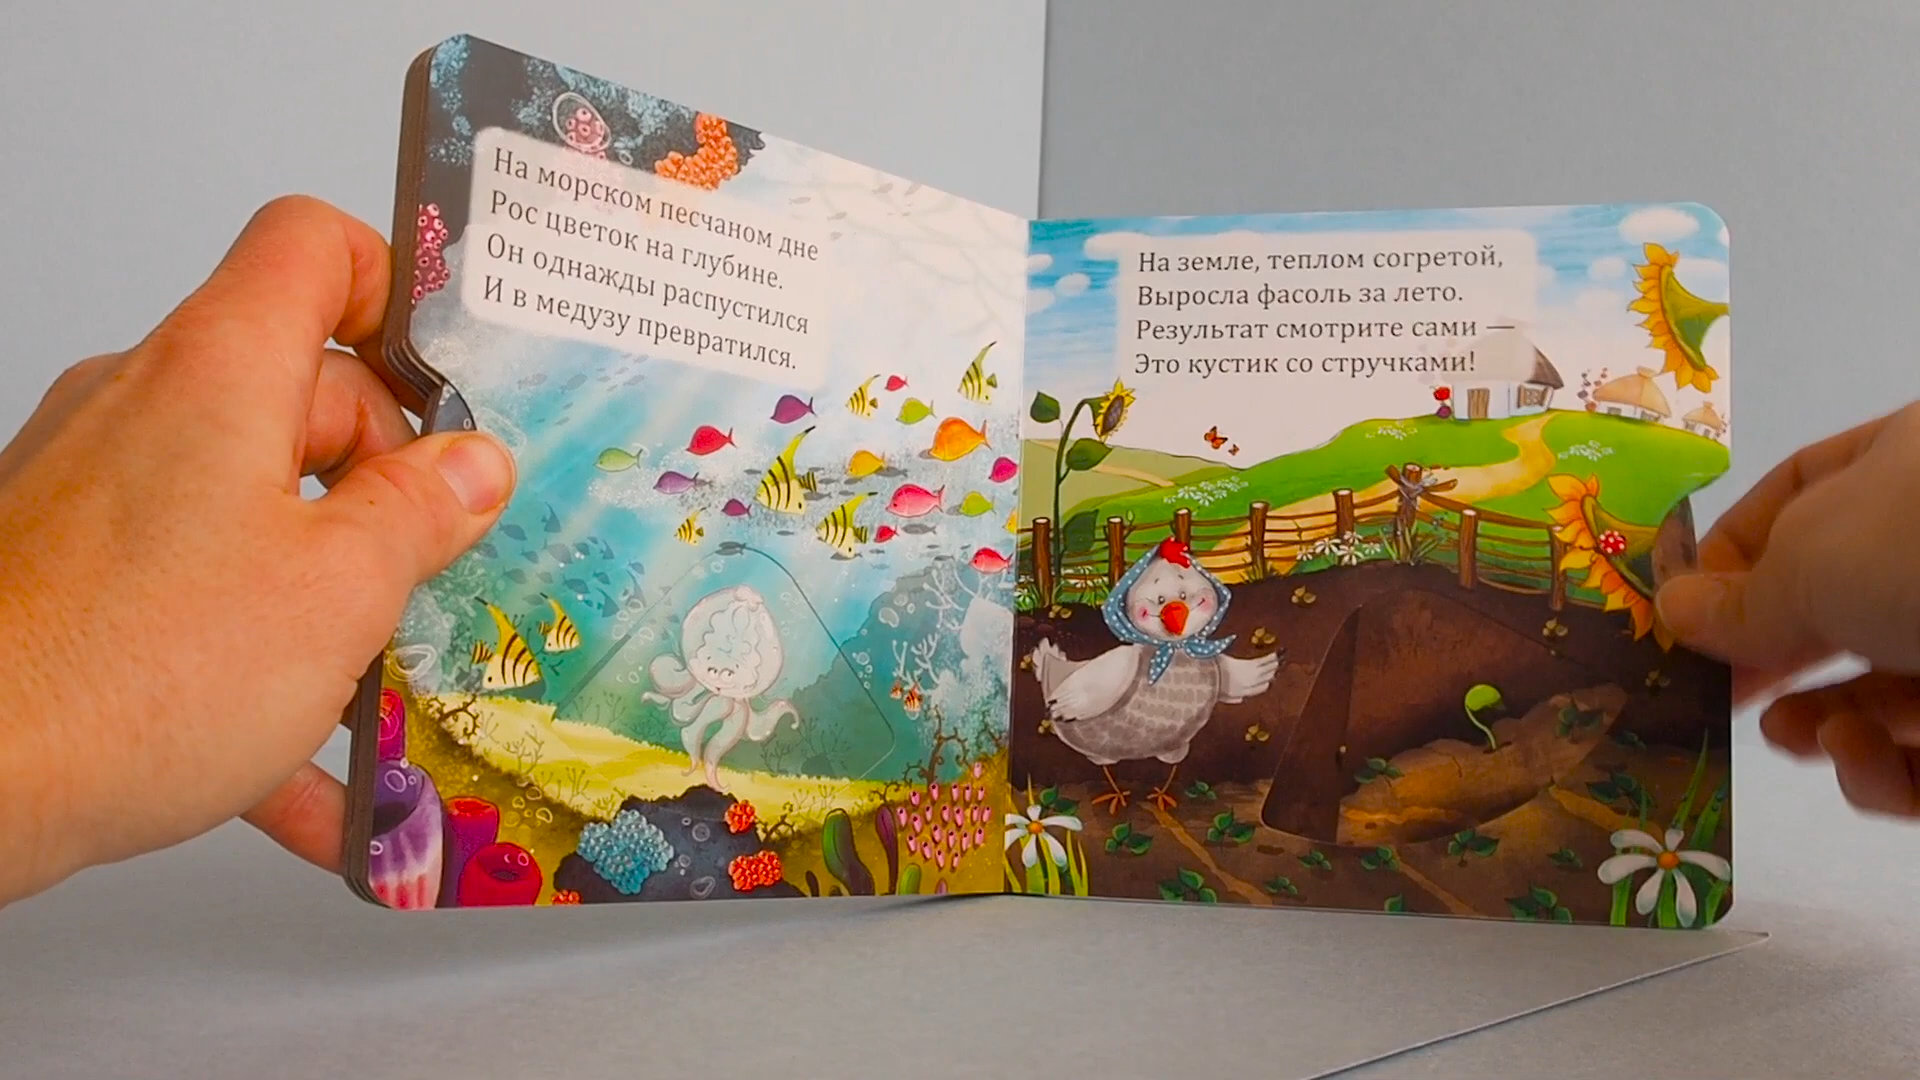 На морском песчаном дне
Рос цветок на глубине.
Он однажды распустился
И в медузу превратился.
На земле, теплом согретой,
Выросла фасоль за лето.
Результат смотрите сами —
Это кустик со стручками!